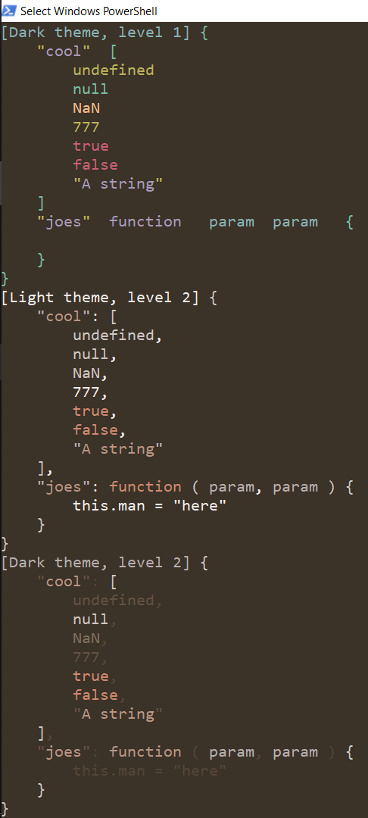 Select Windows PowerShell
[Dark theme, level 1] {
    "cool"  [
        undefined
        null
        NaN
        777
        true
        false
        "A string"
    ]
    "joes"  function   param  param   {
    }
}
[Light theme, level 2] {
    "cool": [
        undefined,
        null,
        NaN,
        777,
        true,
        false,
        "A string"
    ],
    "joes": function ( param, param ) {
        this.man = "here"
    }
}
[Dark theme, level 2] {
    "cool": [
        undefined,
        null,
        NaN,
        777,
        true,
        false,
        "A string"
    ],
    "joes": function ( param, param ) {
        this.man = "here"
    }
}